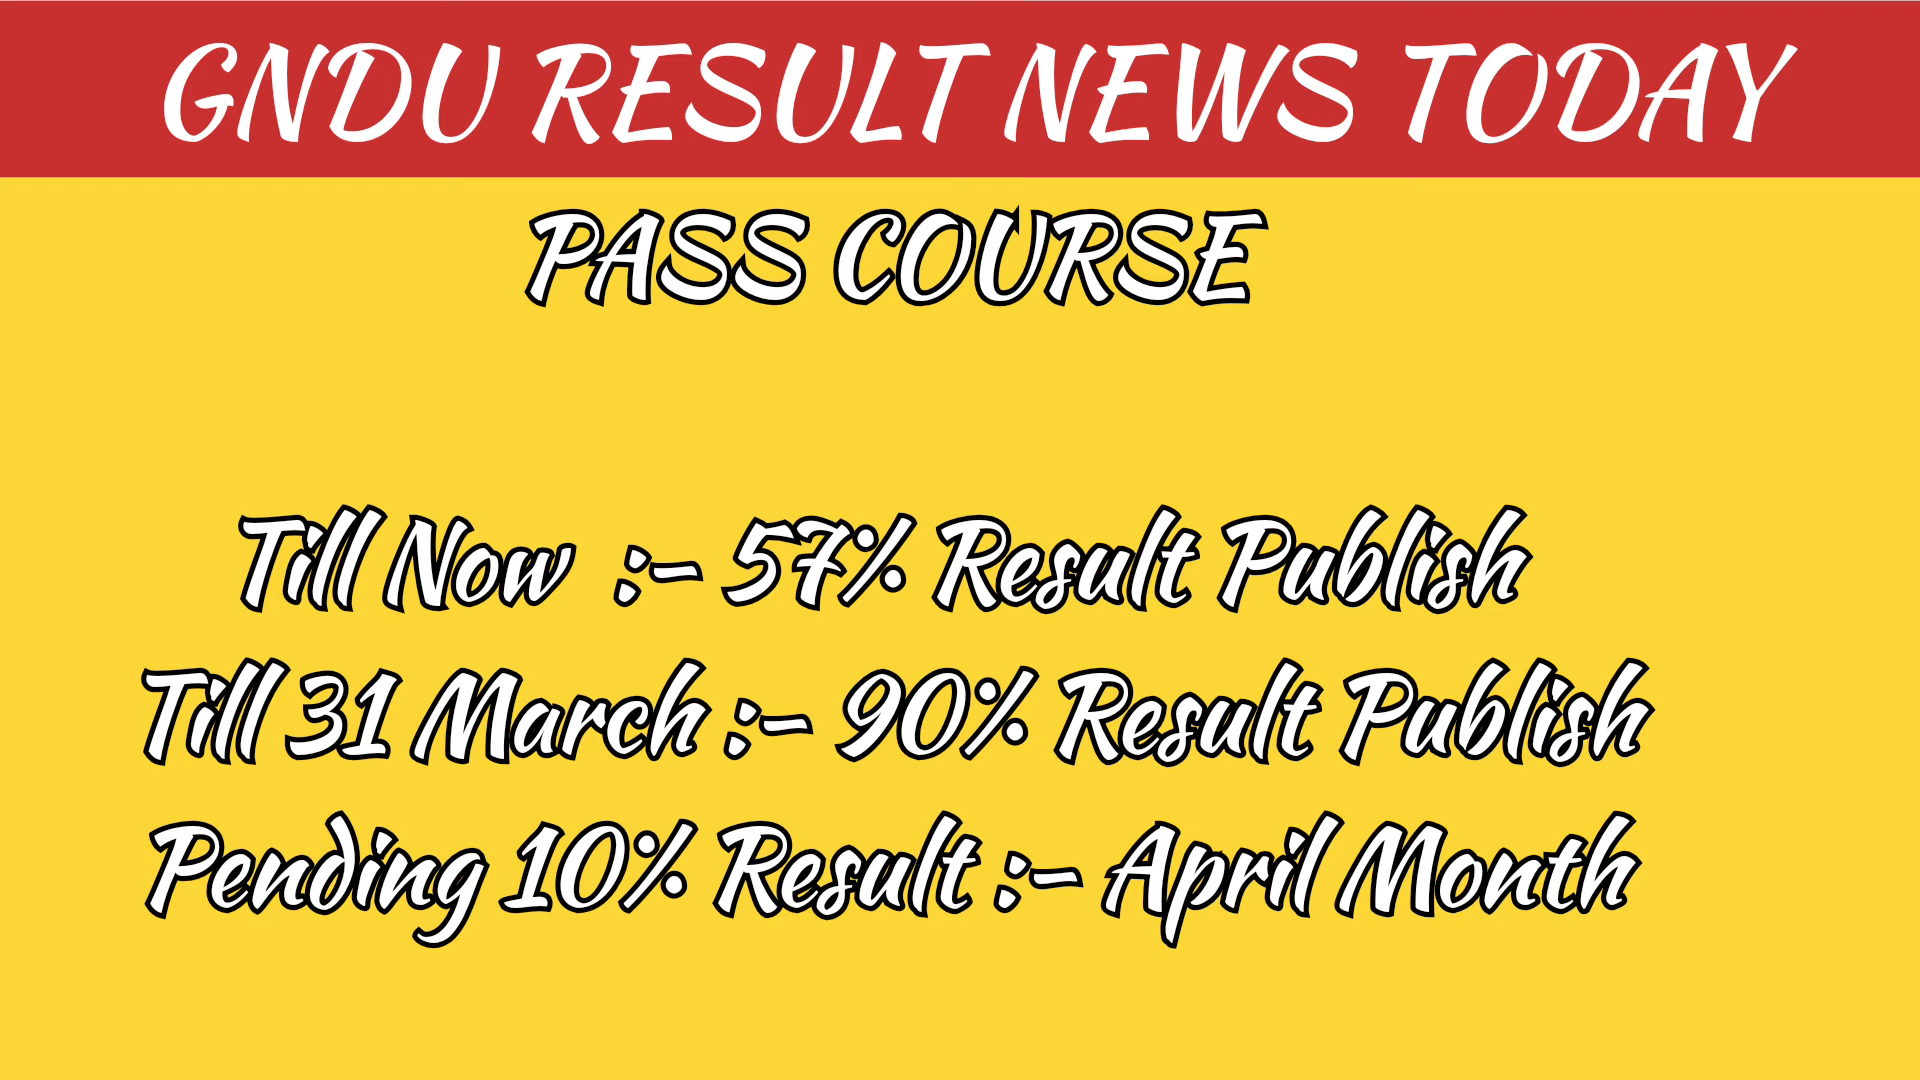 GNDU RESULT NEWS TODAY
PASS COURSE
Till Now :- 57% Result Publish
Till 31 March :- 90% Result Publish
Pending 10% Result :- April Month